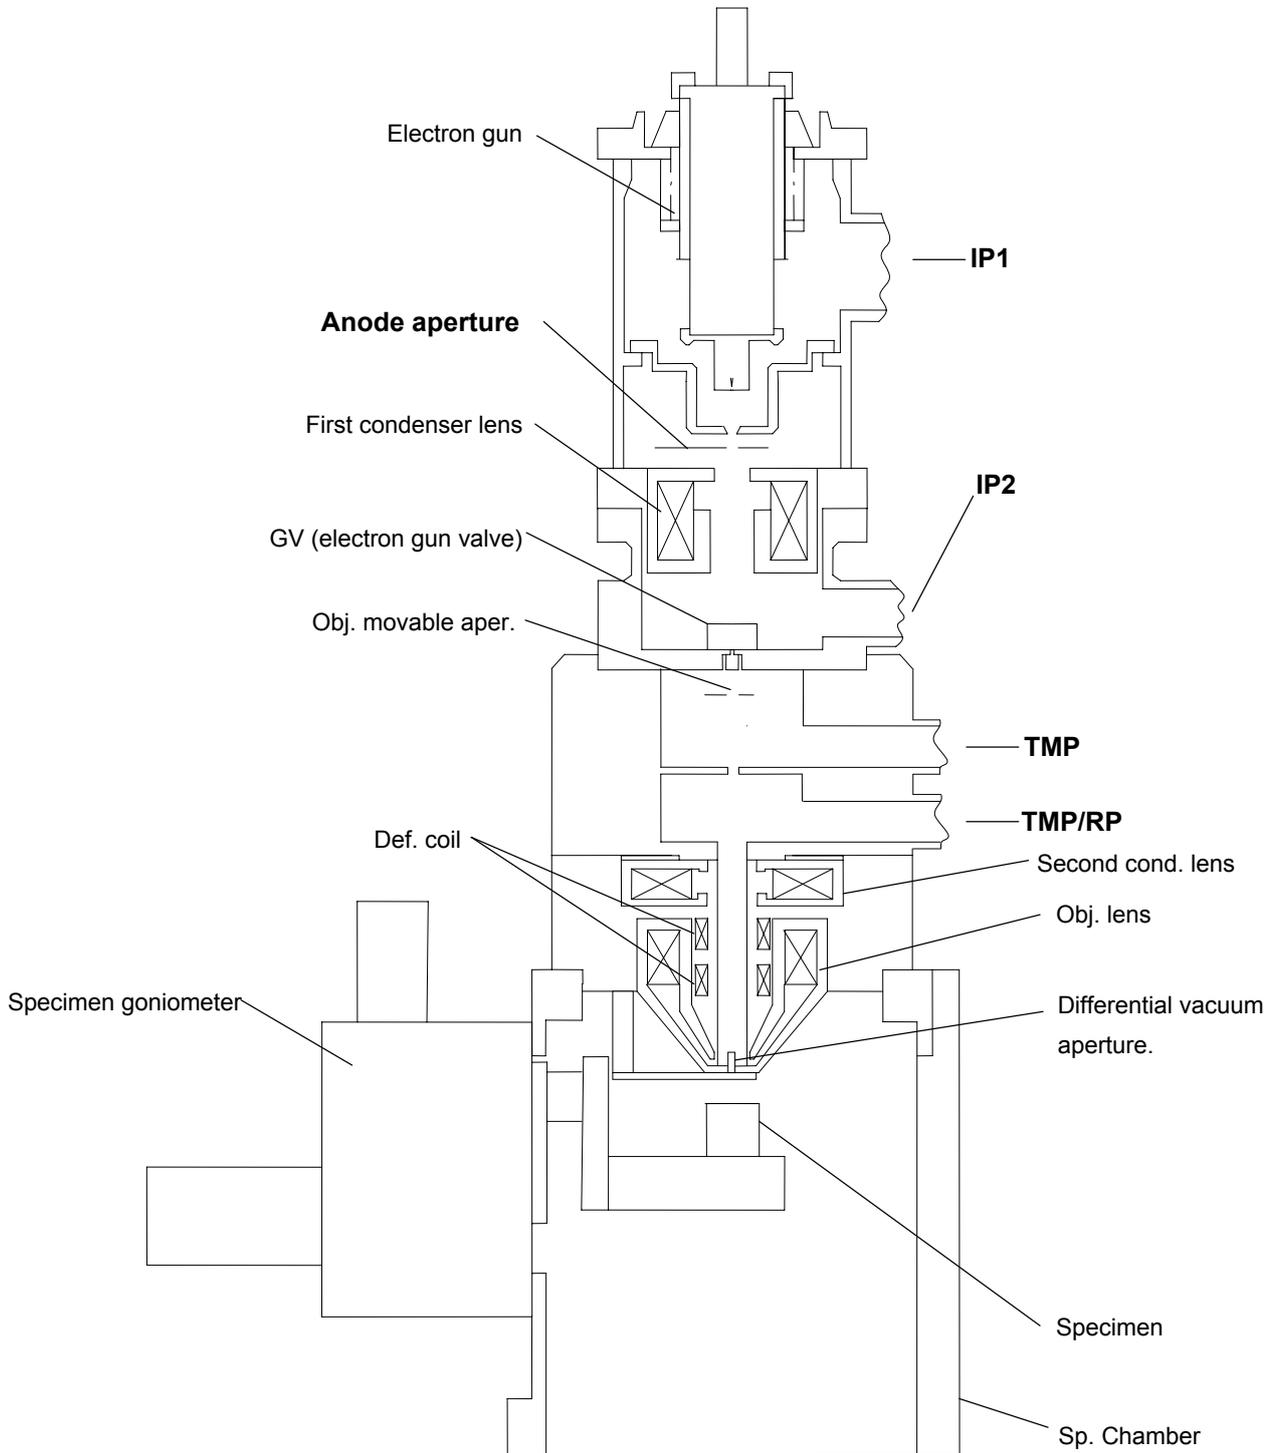 Electron gun
IP1
Anode aperture
First condenser lens
IP2
GV (electron gun valve)
Obj. movable aper.
TMP
TMP/RP
Def. coil
Second cond. lens
Obj. lens
Specimen goniometer
Differential vacuum
aperture.
Specimen
Sp. Chamber